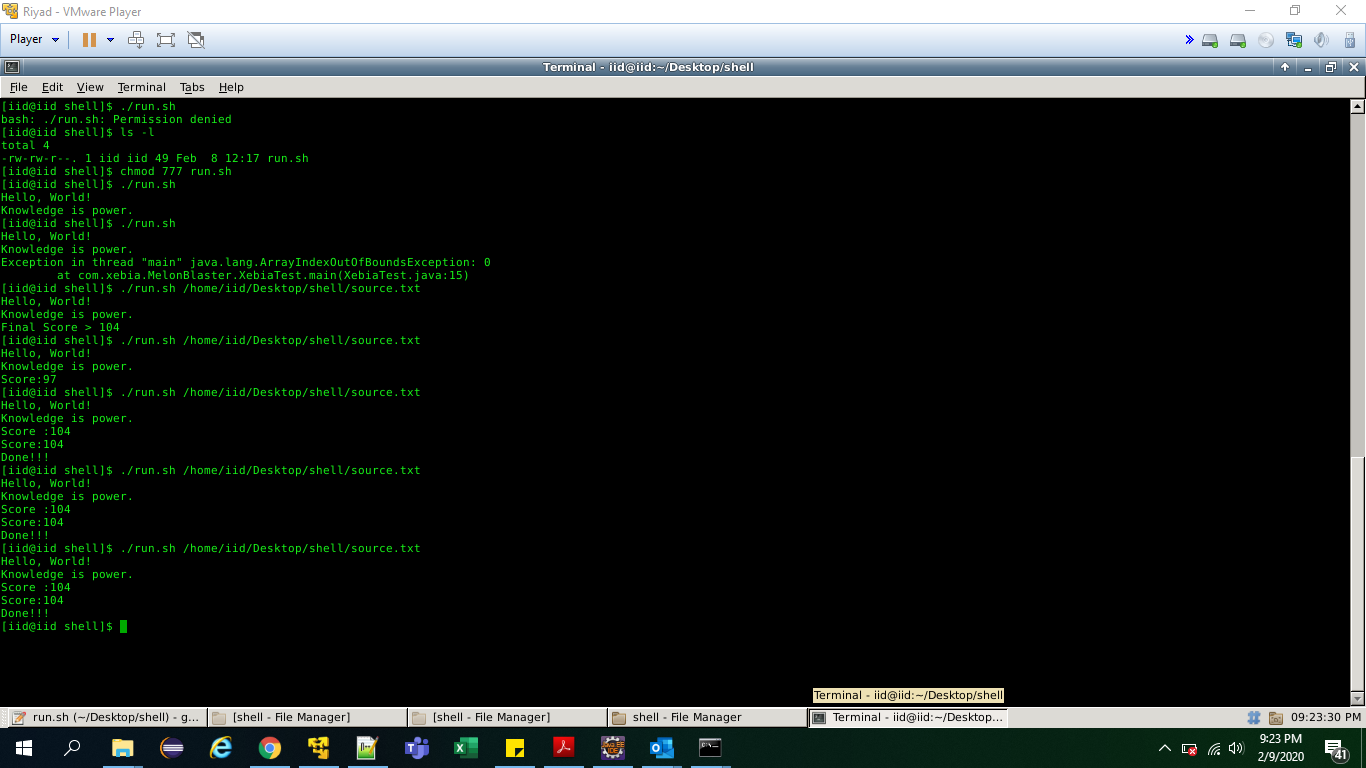 Riyad - VMware Player
Player
Terminal - iid@iid:~/Desktop/shell
File Edit View Terminal Tabs Help
[iid@iid shell]$ ./run.sh
bash: ./run.sh: Permission denied
[iid@iid shell]$ ls -l
total 4
-rw-rw-r--. 1 iid iid 49 Feb  8 12:17 run.sh
[iid@iid shell]$ chmod 777 run.sh
[iid@iid shell]$ ./run.sh
Hello, World!
Knowledge is power.
[iid@iid shell]$ ./run.sh
Hello, World!
Knowledge is power.
Exception in thread "main" java.lang.ArrayIndexOutOfBoundsException: 0
        at com.xebia.MelonBlaster.XebiaTest.main(XebiaTest.java:15)
[iid@iid shell]$ ./run.sh /home/iid/Desktop/shell/source.txt
Hello, World!
Knowledge is power.
Final Score > 104
[iid@iid shell]$ ./run.sh /home/iid/Desktop/shell/source.txt
Hello, World!
Knowledge is power.
Score:97
[iid@iid shell]$ ./run.sh /home/iid/Desktop/shell/source.txt
Hello, World!
Knowledge is power.
Score :104
Score:104
Done!!!
[iid@iid shell]$ ./run.sh /home/iid/Desktop/shell/source.txt
Hello, World!
Knowledge is power.
Score :104
Score:104
Done!!!
[iid@iid shell]$ ./run.sh /home/iid/Desktop/shell/source.txt
Hello, World!
Knowledge is power.
Score :104
Score:104
Done!!!
[iid@iid shell]$
Terminal - iid@iid:~/Desktop/shell
run.sh (~/Desktop/shell) - g... [shell - File Manager] [shell - File Manager] shell - File Manager Terminal - iid@iid:~/Desktop... 09:23:30 PM
9:23 PM
2/9/2020
41